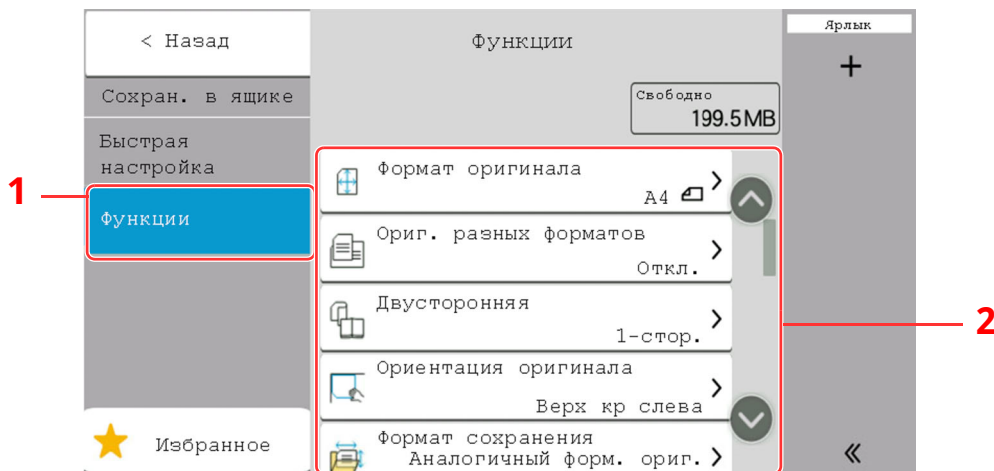 < Назад
Сохран. в ящике
Быстрая
настройка
1
Функции
Избранное
Функции
Свободно
199.5MB
Формат оригинала
A4
Ориг. разных форматов
Откл.
Двусторонняя
1-стор.
Ориентация оригинала
Верх кр слева
Формат сохранения
Аналогичный форм. ориг.
2
Ярлык
+
«